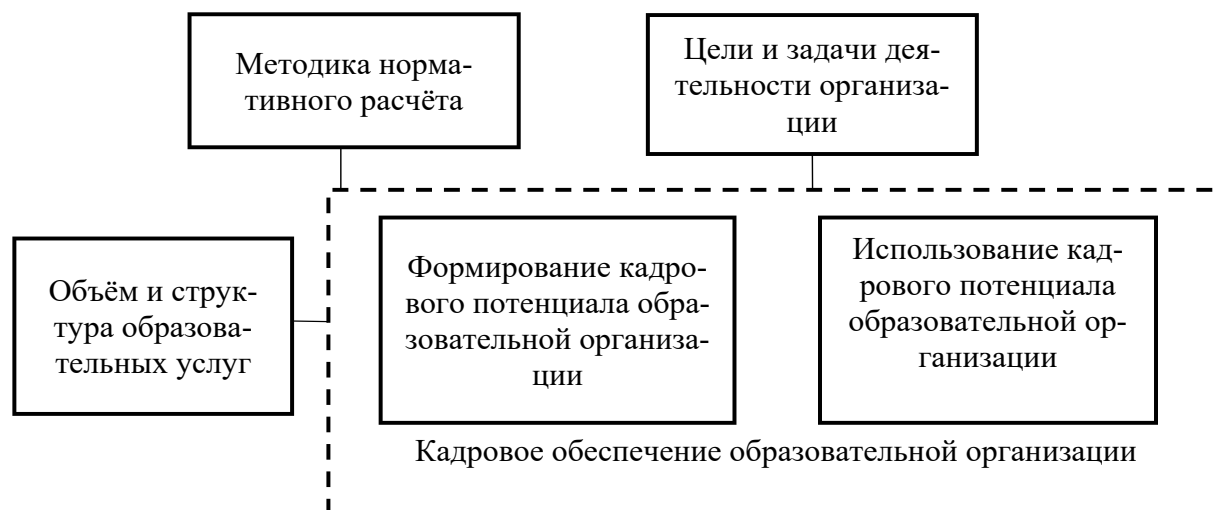 Методика норма-
тивного расчёта
Цели и задачи дея-
тельности организа-
ции
Объём и струк-
тура образова-
тельных услуг
Формирование кадро-
вого потенциала обра-
зовательной организа-
ции
Использование кад-
рового потенциала
образовательной ор-
ганизации
Кадровое обеспечение образовательной организации